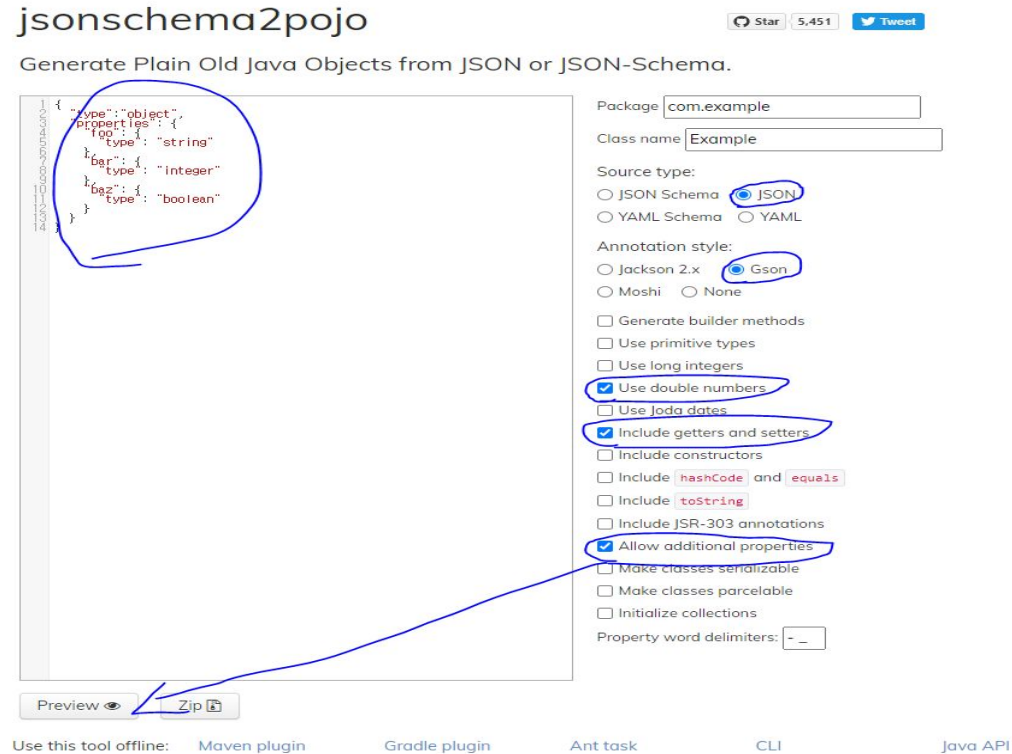 jsonschema2pojo
Star 5,451 Tweet
Generate Plain Old Java Objects from JSON or JSON-Schema.
1 {
2 "type":"object",
3 "properties": {
4 "foo": {
5 "type": "string"
6 },
7 "bar": {
8 "type": "integer"
9 },
10 "baz": {
11 "type": "boolean"
12 }
13 }
14 }
Package com.example
Class name Example
Source type:
JSON Schema JSON
YAML Schema YAML
Annotation style:
Jackson 2.x Gson
Moshi None
Generate builder methods
Use primitive types
Use long integers
Use double numbers
Use Joda dates
Include getters and setters
Include constructors
Include hashCode and equals
Include toString
Include JSR-303 annotations
Allow additional properties
Make classes serializable
Make classes parcelable
Initialize collections
Property word delimiters: - _
Preview Zip
Use this tool offline: Maven plugin Gradle plugin Ant task CLI Java API